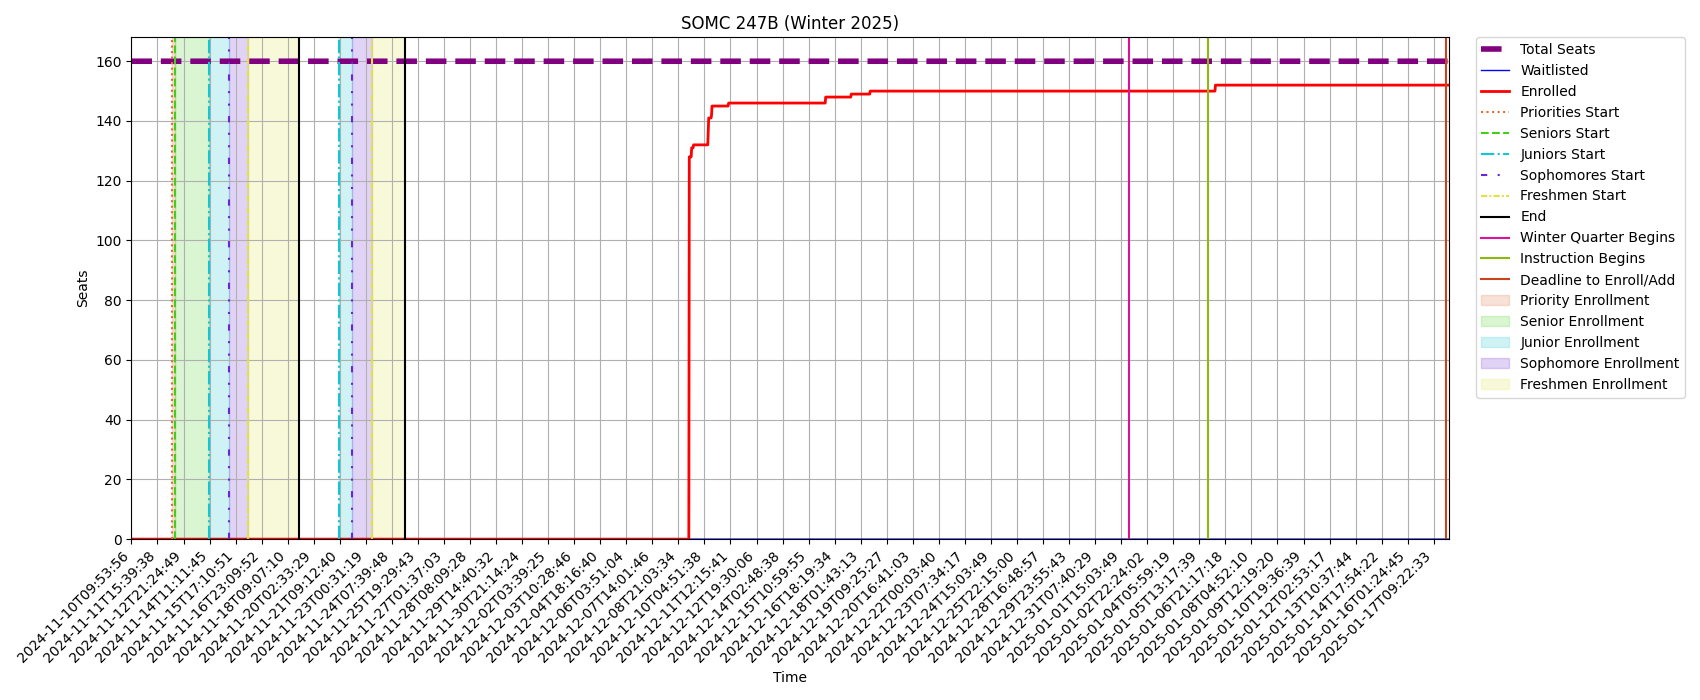 SOMC 247B (Winter 2025)
Seats
160
140
120
100
80
60
40
20
0
2024-11-10T09:53:56
2024-11-11T15:39:38
2024-11-12T21:24:49
2024-11-14T11:11:45
2024-11-15T17:10:51
2024-11-16T23:09:52
2024-11-18T09:07:10
2024-11-20T02:33:29
2024-11-21T09:12:40
2024-11-23T00:31:19
2024-11-24T07:39:48
2024-11-25T19:29:43
2024-11-27T01:37:03
2024-11-28T08:09:28
2024-11-29T14:40:32
2024-11-30T21:14:24
2024-12-02T03:39:25
2024-12-03T10:28:46
2024-12-04T18:16:40
2024-12-06T03:51:04
2024-12-07T14:01:46
2024-12-08T21:03:34
2024-12-10T04:51:38
2024-12-11T12:15:41
2024-12-12T19:30:06
2024-12-14T02:48:38
2024-12-15T10:59:55
2024-12-16T18:19:34
2024-12-18T01:43:13
2024-12-19T09:25:27
2024-12-20T16:41:03
2024-12-22T00:03:40
2024-12-23T07:34:17
2024-12-24T15:03:49
2024-12-25T22:15:00
2024-12-28T16:48:57
2024-12-29T23:55:43
2024-12-31T07:40:29
2025-01-01T15:03:49
2025-01-02T22:24:02
2025-01-04T05:59:19
2025-01-05T13:17:39
2025-01-06T21:17:18
2025-01-08T04:52:10
2025-01-09T12:19:20
2025-01-10T19:36:39
2025-01-12T02:53:17
2025-01-13T10:37:44
2025-01-14T17:54:22
2025-01-16T01:24:45
2025-01-17T09:22:33
Time
Total Seats
Waitlisted
Enrolled
Priorities Start
Seniors Start
Juniors Start
Sophomores Start
Freshmen Start
End
Winter Quarter Begins
Instruction Begins
Deadline to Enroll/Add
Priority Enrollment
Senior Enrollment
Junior Enrollment
Sophomore Enrollment
Freshmen Enrollment